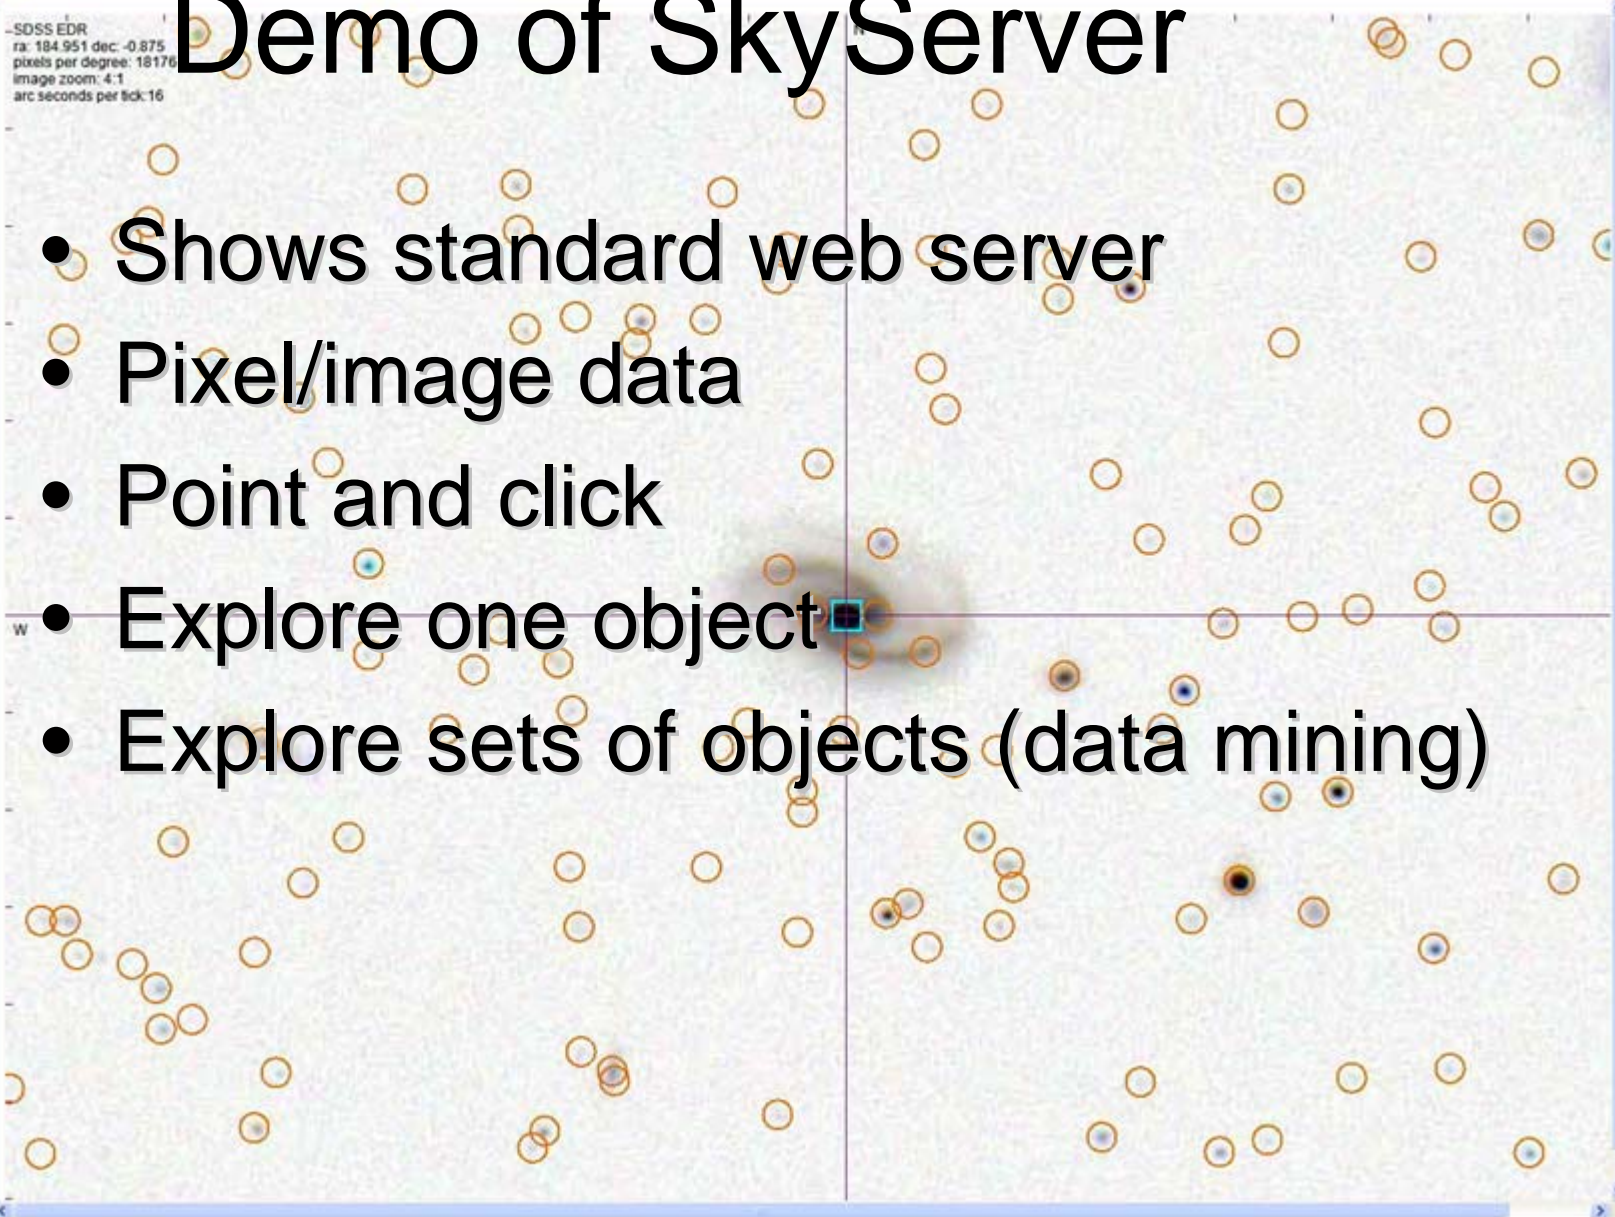 Demo of SkyServer
SDSS EDR
ra: 184.951 dec: -0.875
pixels per degree: 18176
image zoom: 4:1
arc seconds per tick:16
N
• Shows standard web server
• Pixel/image data
• Point and click
• Explore one object
W
• Explore sets of objects (data mining)